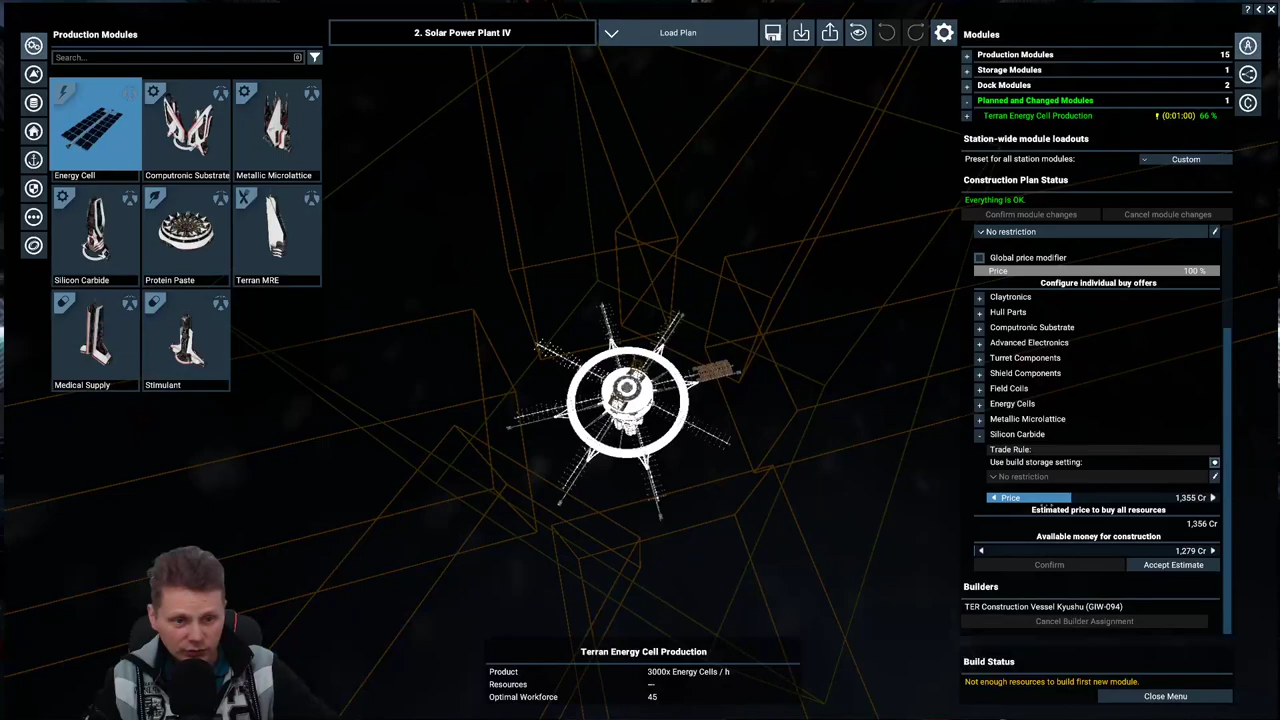 Production Modules
Search...
Energy Cell
Computronic Substrate
Metallic Microlattice
Silicon Carbide
Protein Paste
Terran MRE
Medical Supply
Stimulant
2. Solar Power Plant IV
Load Plan
Modules
+ Production Modules 15
+ Storage Modules 1
+ Dock Modules 2
- Planned and Changed Modules 1
+ Terran Energy Cell Production (0:01:00) 66 %
Station-wide module loadouts
Preset for all station modules: Custom
Construction Plan Status
Everything is OK.
Confirm module changes Cancel module changes
No restriction
Global price modifier
Price 100 %
Configure individual buy offers
+ Claytronics
+ Hull Parts
+ Computronic Substrate
+ Advanced Electronics
+ Turret Components
+ Shield Components
+ Field Coils
+ Energy Cells
+ Metallic Microlattice
- Silicon Carbide
Trade Rule:
Use build storage setting:
No restriction
Price 1,355 Cr
Estimated price to buy all resources
1,356 Cr
Available money for construction
1,279 Cr
Confirm Accept Estimate
Builders
TER Construction Vessel Kyushu (GIW-094)
Cancel Builder Assignment
Build Status
Not enough resources to build first new module.
Close Menu
Terran Energy Cell Production
Product 3000x Energy Cells / h
Resources ---
Optimal Workforce 45